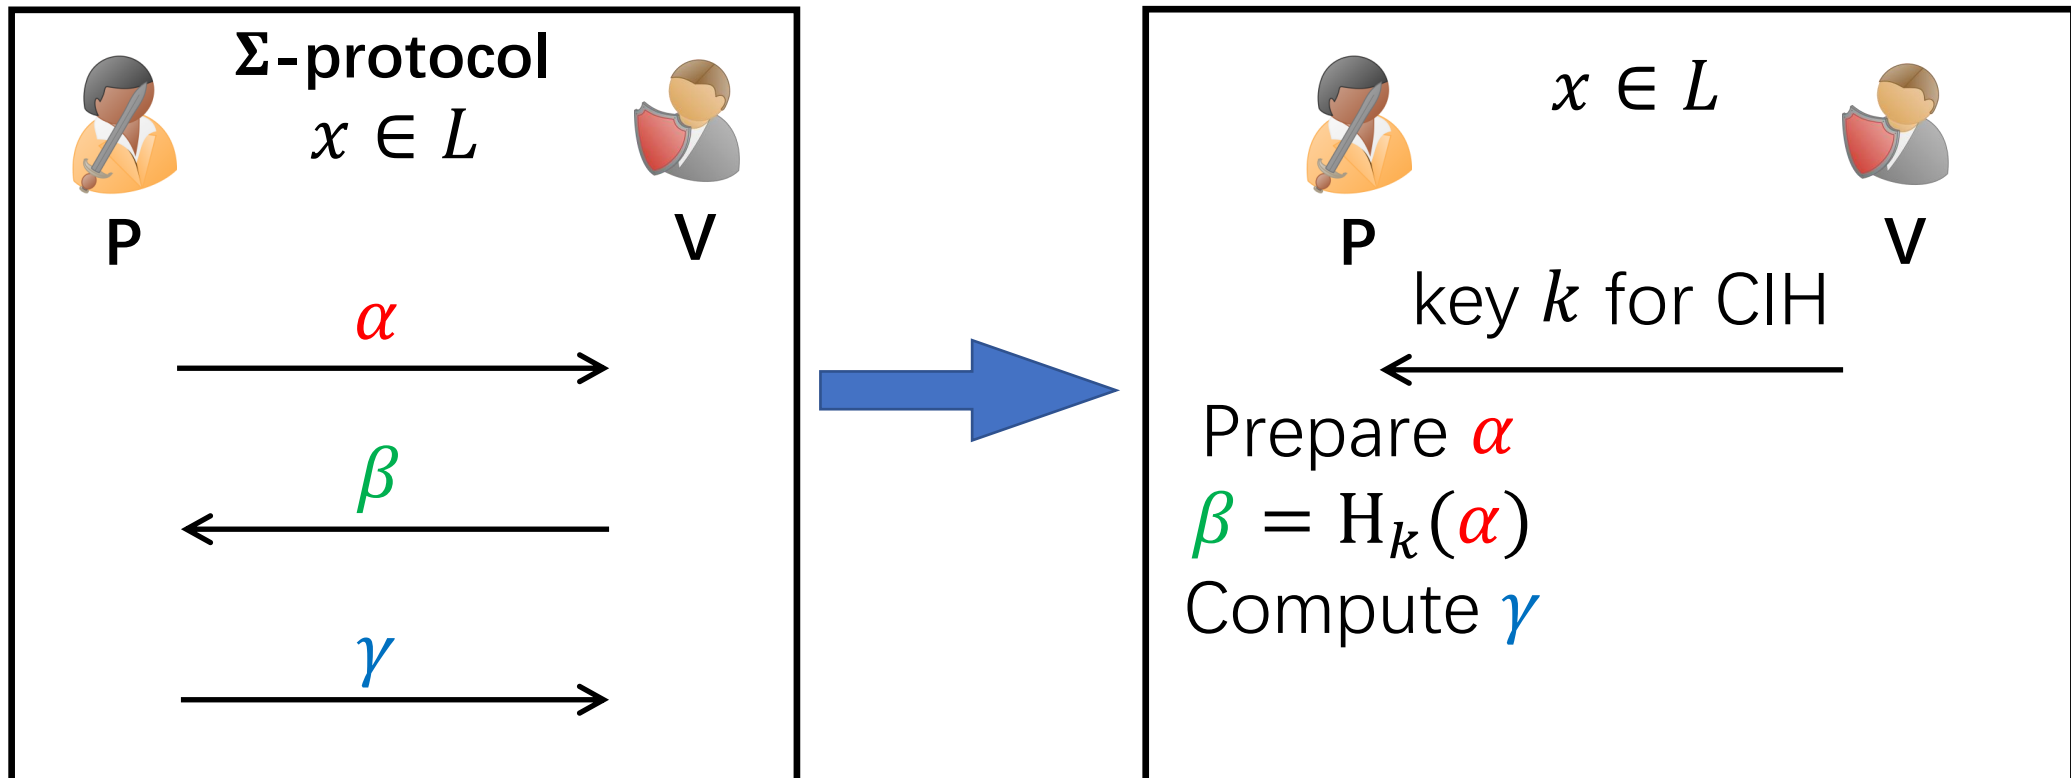 Σ-protocol
x ∈ L
P
V
α
β
γ
x ∈ L
P
V
key k for CIH
Prepare α
β = H_k(α)
Compute γ